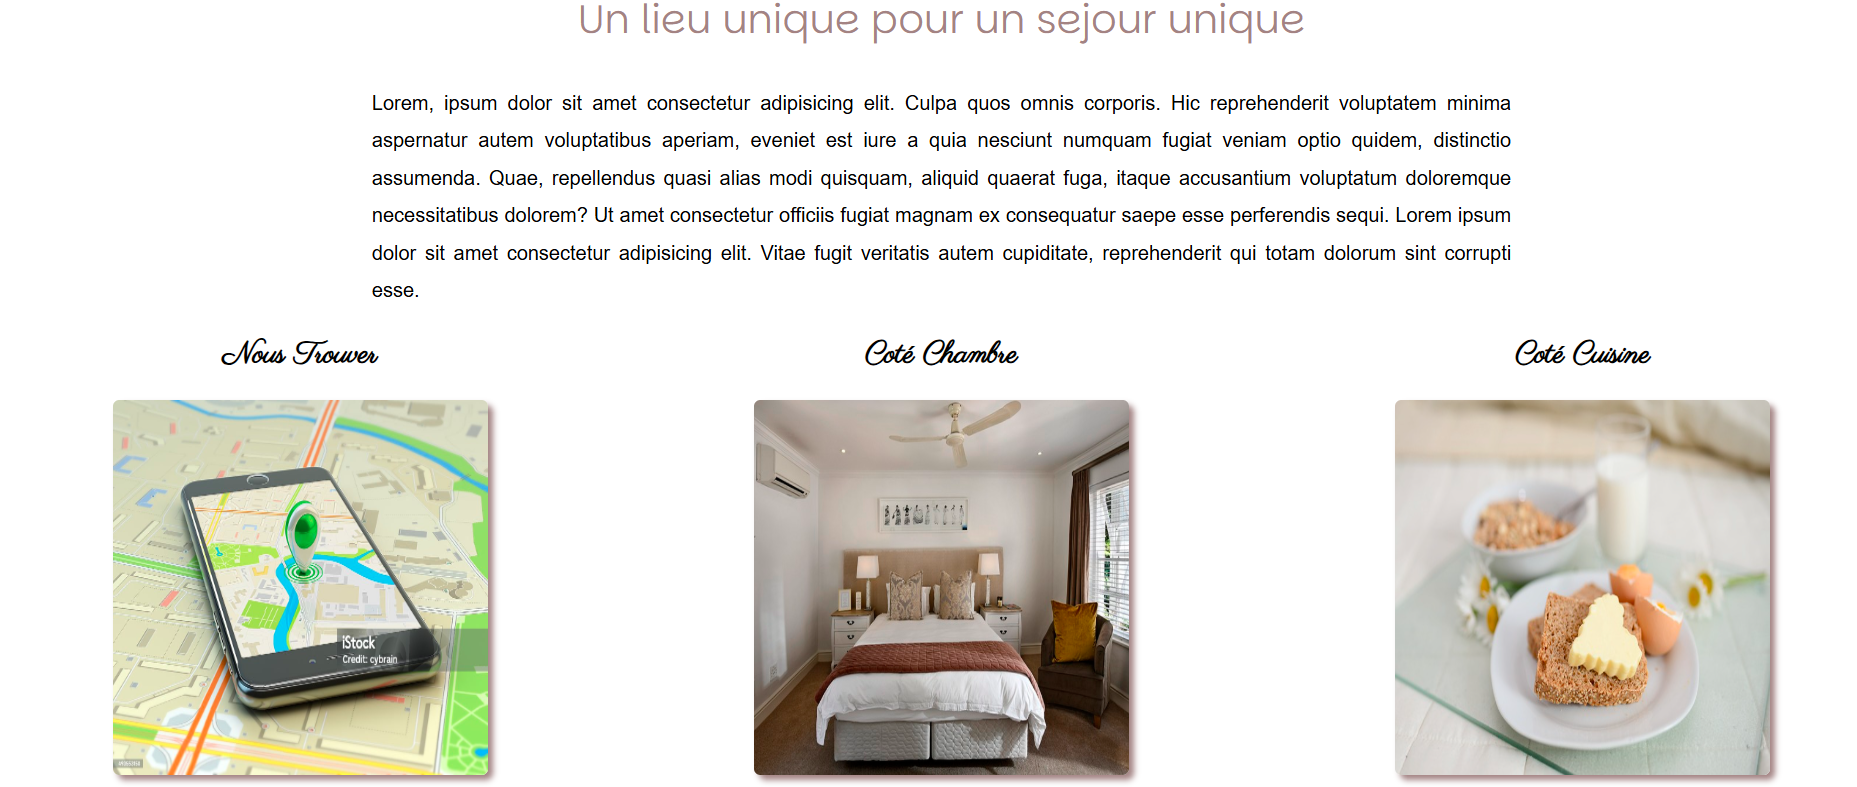 Un lieu unique pour un sejour unique
Lorem, ipsum dolor sit amet consectetur adipisicing elit. Culpa quos omnis corporis. Hic reprehenderit voluptatem minima
aspernatur autem voluptatibus aperiam, eveniet est iure a quia nesciunt numquam fugiat veniam optio quidem, distinctio
assumenda. Quae, repellendus quasi alias modi quisquam, aliquid quaerat fuga, itaque accusantium voluptatum doloremque
necessitatibus dolorem? Ut amet consectetur officiis fugiat magnam ex consequatur saepe esse perferendis sequi. Lorem ipsum
dolor sit amet consectetur adipisicing elit. Vitae fugit veritatis autem cupiditate, reprehenderit qui totam dolorum sint corrupti
esse.
Nous Trouver
Coté Chambre
Coté Cuisine
iStock
Credit: cybrain